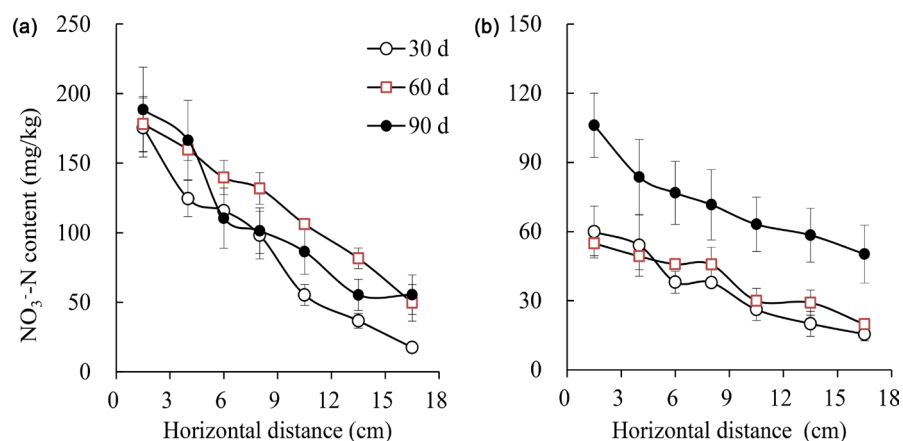 (a)
250
200
150
100
50
0
NO₃⁻-N content (mg/kg)
30 d
60 d
90 d
0 3 6 9 12 15 18
Horizontal distance (cm)
(b)
150
120
90
60
30
0
0 3 6 9 12 15 18
Horizontal distance (cm)